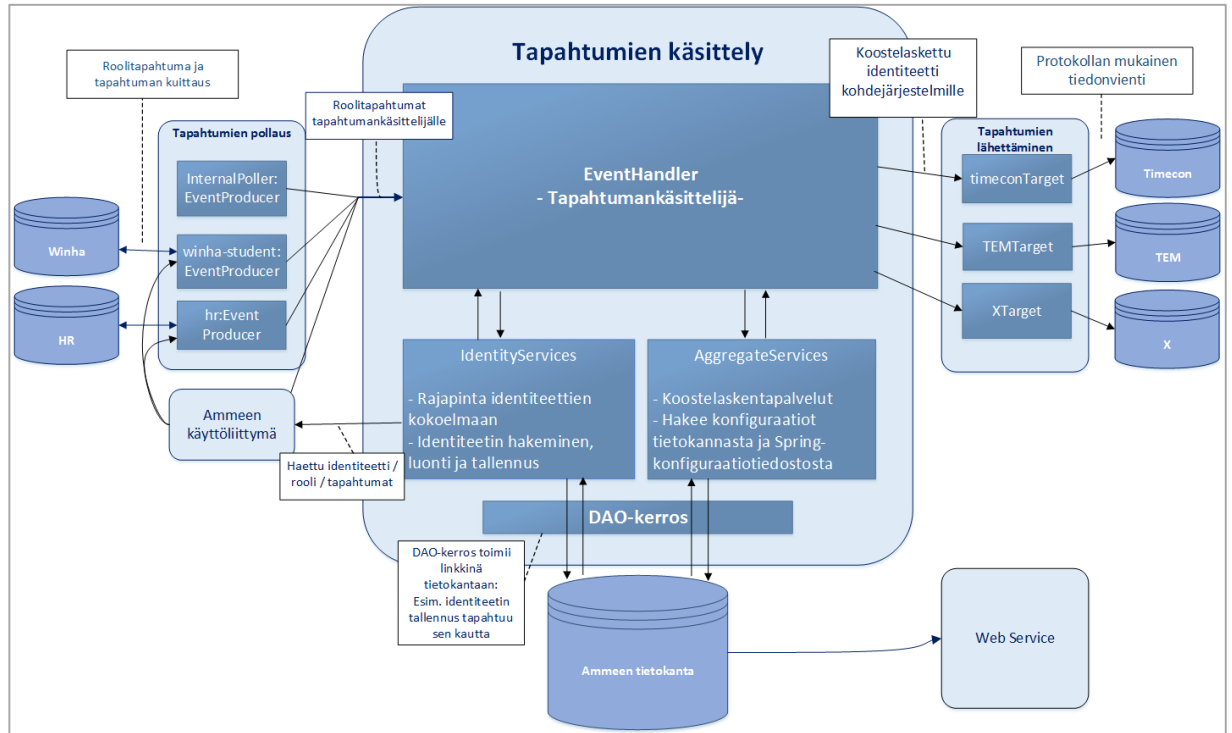 Tapahtumien käsittely
Roolitapahtuma ja
tapahtuman kuittaus
Roolitapahtumat
tapahtumankäsittelijälle
Koostelaskettu
identiteetti
kohdejärjestelmille
Protokollan mukainen
tiedonvienti
Tapahtumien pollaus
InternalPoller:
EventProducer
winha-student:
EventProducer
hr:Event
Producer
Winha
HR
EventHandler
- Tapahtumankäsittelijä-
Tapahtumien
lähettäminen
timeconTarget
TEMTarget
XTarget
Timecon
TEM
X
IdentityServices
- Rajapinta identiteettien
kokoelmaan
- Identiteetin hakeminen,
luonti ja tallennus
AggregateServices
- Koostelaskentapalvelut
- Hakee konfiguraatiot
tietokannasta ja Spring-
konfiguraatiotiedostosta
Ammeen
käyttöliittymä
Haettu identiteetti /
rooli / tapahtumat
DAO-kerros
DAO-kerros toimii
linkkinä
tietokantaan:
Esim. identiteetin
tallennus tapahtuu
sen kautta
Ammeen tietokanta
Web Service